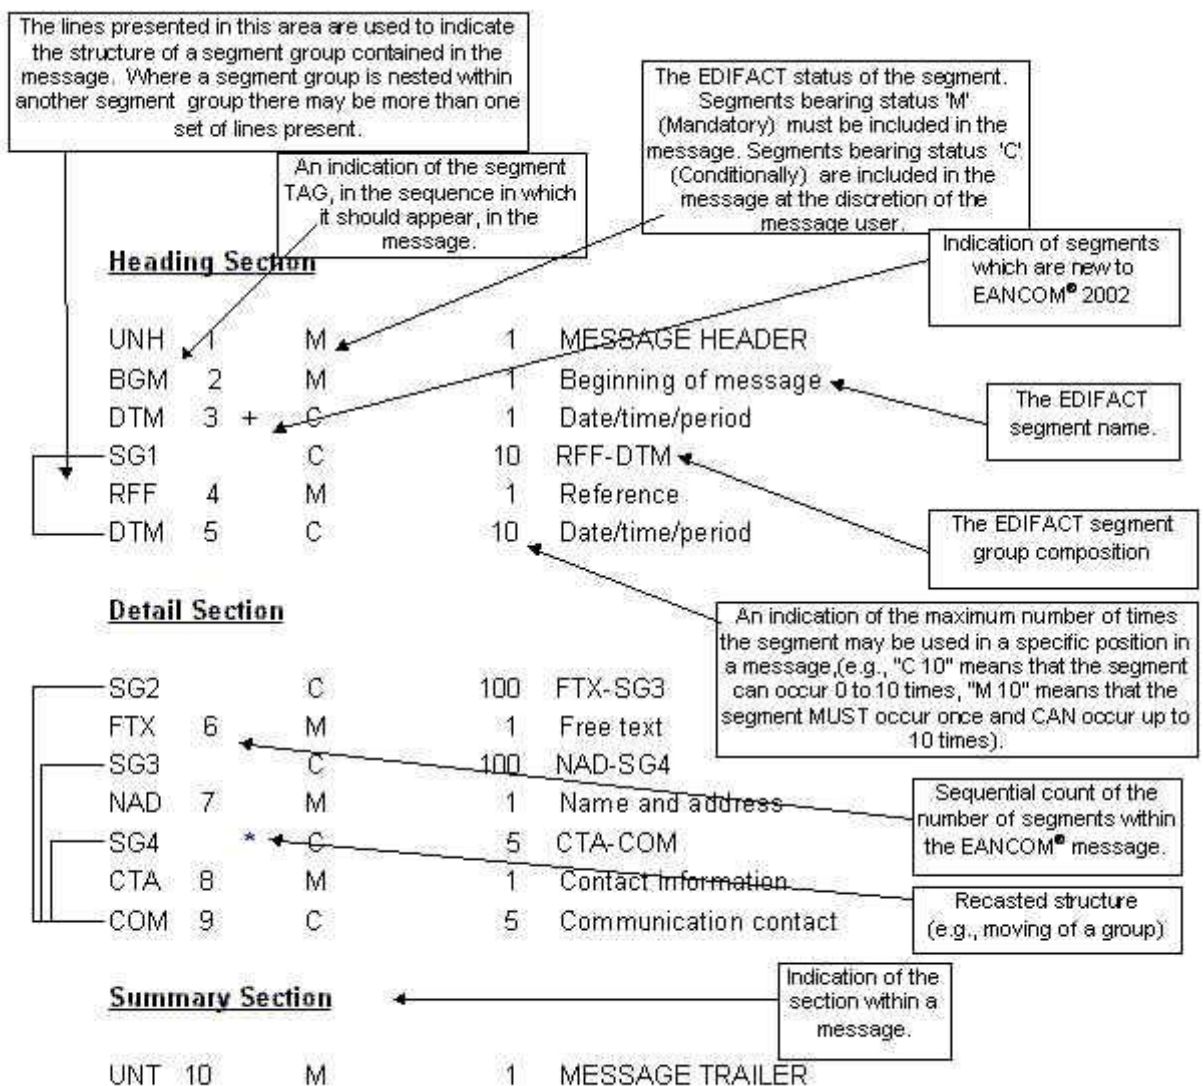 The lines presented in this area are used to indicate
the structure of a segment group contained in the
message. Where a segment group is nested within
another segment group there may be more than one
set of lines present.
The EDIFACT status of the segment.
Segments bearing status 'M'
(Mandatory) must be included in the
message. Segments bearing status 'C'
(Conditionally) are included in the
message at the discretion of the
message user.
An indication of the segment
TAG, in the sequence in which
it should appear, in the
message.
Indication of segments
which are new to
EANCOM® 2002
Heading Section
UNH 1 M 1 MESSAGE HEADER
BGM 2 M 1 Beginning of message
DTM 3 + C 1 Date/time/period
SG1 C 10 RFF-DTM
RFF 4 M 1 Reference
DTM 5 C 10 Date/time/period
The EDIFACT
segment name.
The EDIFACT segment
group composition
Detail Section
An indication of the maximum number of times
the segment may be used in a specific position in
a message,(e.g., "C 10" means that the segment
can occur 0 to 10 times, "M 10" means that the
segment MUST occur once and CAN occur up to
10 times).
SG2 C 100 FTX-SG3
FTX 6 M 1 Free text
SG3 C 100 NAD-SG4
NAD 7 M 1 Name and address
SG4 * C 5 CTA-COM
CTA 8 M 1 Contact Information
COM 9 C 5 Communication contact
Sequential count of the
number of segments within
the EANCOM® message.
Recasted structure
(e.g., moving of a group)
Summary Section
Indication of the
section within a
message.
UNT 10 M 1 MESSAGE TRAILER